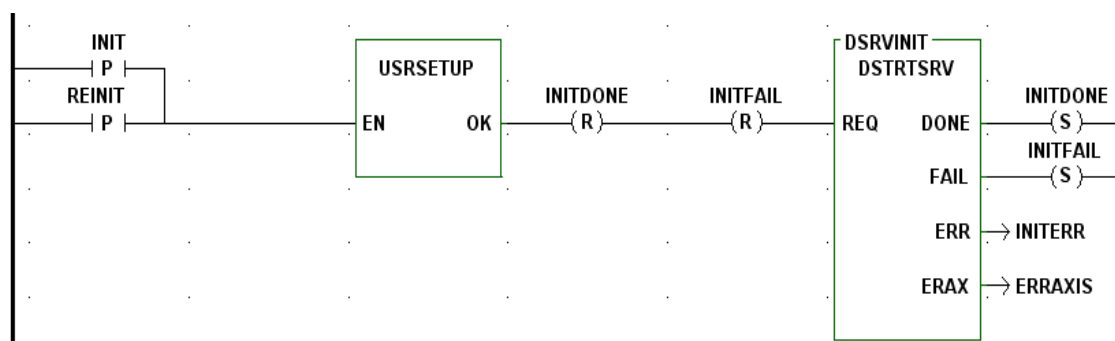 INIT
P
REINIT
P
USRSETUP
EN OK
INITDONE
R
INITFAIL
R
DSRVINIT
DSTRTSRV
REQ DONE
INITDONE
S
FAIL
INITFAIL
S
ERR
INITERR
ERAX
ERRAXIS